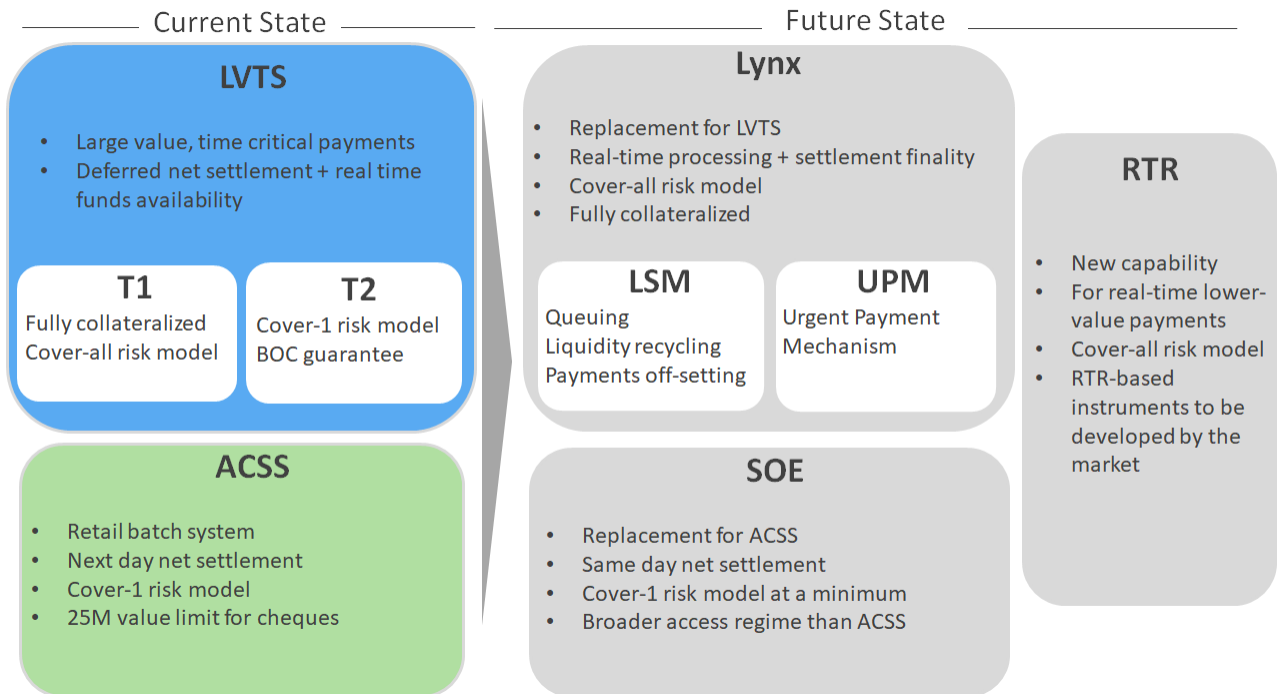 Current State
Future State
LVTS
• Large value, time critical payments
• Deferred net settlement + real time
funds availability
T1
Fully collateralized
Cover-all risk model
T2
Cover-1 risk model
BOC guarantee
ACSS
• Retail batch system
• Next day net settlement
• Cover-1 risk model
• 25M value limit for cheques
Lynx
• Replacement for LVTS
• Real-time processing + settlement finality
• Cover-all risk model
• Fully collateralized
LSM
Queuing
Liquidity recycling
Payments off-setting
UPM
Urgent Payment
Mechanism
SOE
• Replacement for ACSS
• Same day net settlement
• Cover-1 risk model at a minimum
• Broader access regime than ACSS
RTR
• New capability
• For real-time lower-
value payments
• Cover-all risk model
• RTR-based
instruments to be
developed by the
market